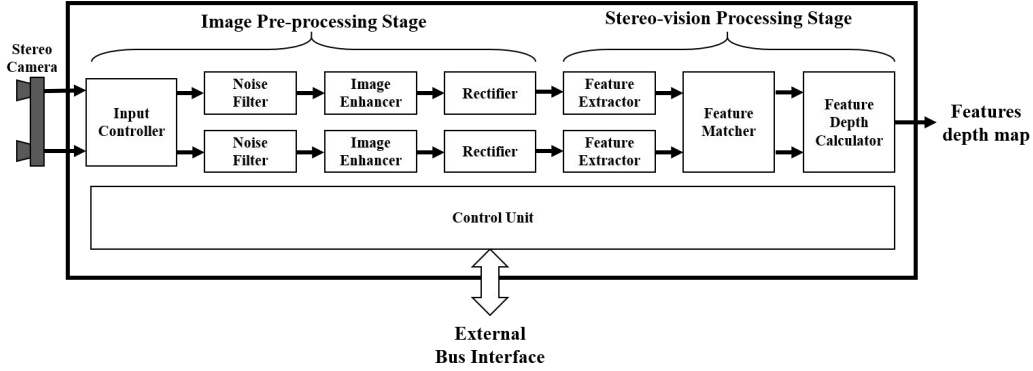 Image Pre-processing Stage
Stereo-vision Processing Stage
Stereo
Camera
Input
Controller
Noise
Filter
Image
Enhancer
Rectifier
Feature
Extractor
Noise
Filter
Image
Enhancer
Rectifier
Feature
Extractor
Feature
Matcher
Feature
Depth
Calculator
Features
depth map
Control Unit
External
Bus Interface